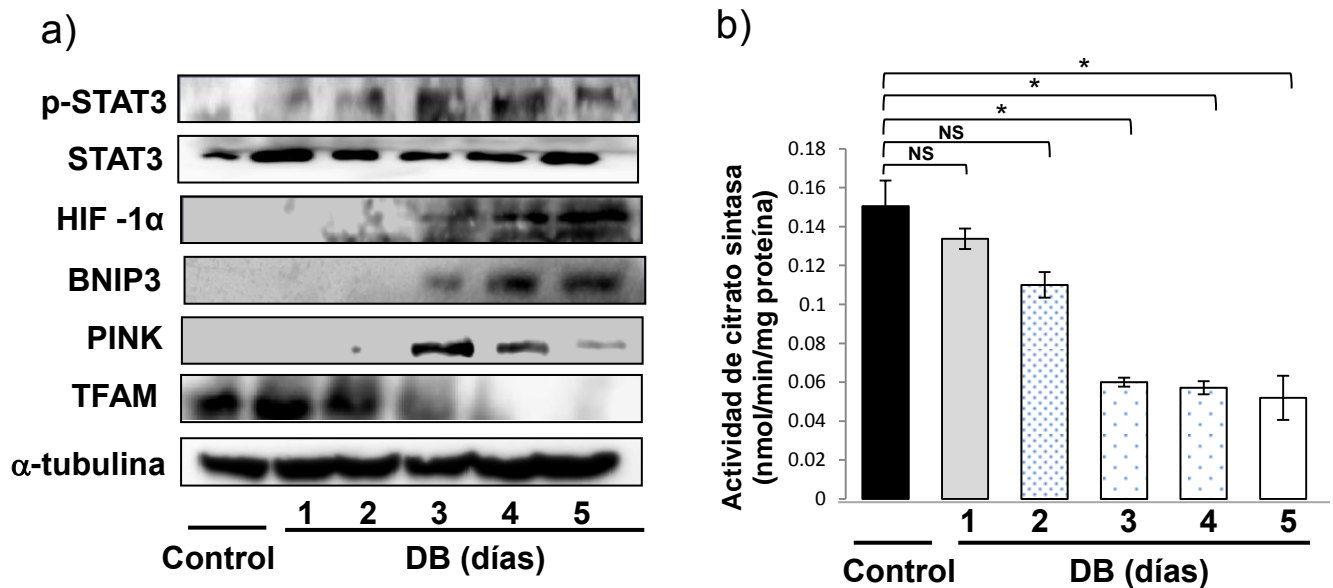 a)
p-STAT3
STAT3
HIF -1α
BNIP3
PINK
TFAM
α-tubulina
1 2 3 4 5
Control DB (días)
b)
*
*
*
NS
NS
Actividad de citrato sintasa
(nmol/min/mg proteína)
0.18
0.16
0.14
0.12
0.1
0.08
0.06
0.04
0.02
0
1 2 3 4 5
Control DB (días)